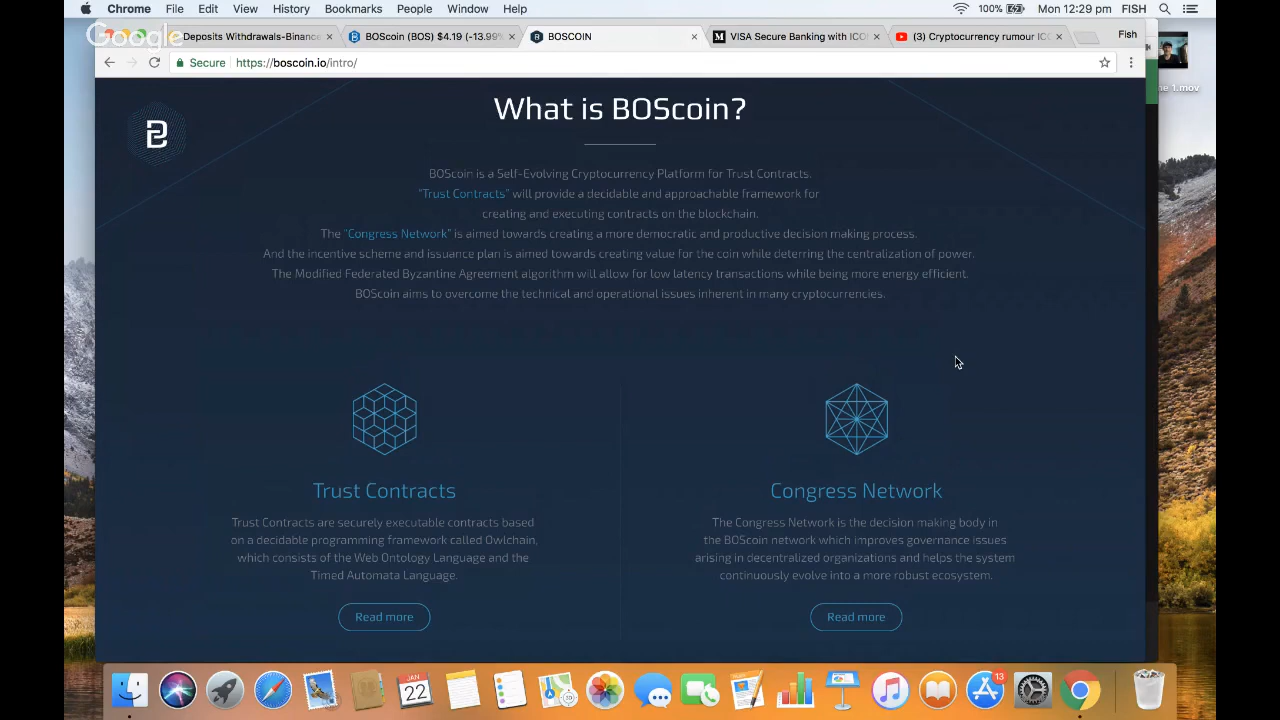 Chrome File Edit View History Bookmarks People Window Help 100% Mon 12:29 pm FISH
Google
Deposits Withdrawals-Binance BOScoin (BOS) $4.19 (-13.99% BOSCOIN VISA Secure Banking with ICO (3) Cryptocurrency rumour IC Fish
Secure https://boscoin.io/intro/
ne 1.mov
What is BOScoin?
BOScoin is a Self-Evolving Cryptocurrency Platform for Trust Contracts.
“Trust Contracts” will provide a decidable and approachable framework for
creating and executing contracts on the blockchain.
The “Congress Network” is aimed towards creating a more democratic and productive decision making process.
And the incentive scheme and issuance plan is aimed towards creating value for the coin while deterring the centralization of power.
The Modified Federated Byzantine Agreement algorithm will allow for low latency transactions while being more energy efficient.
BOScoin aims to overcome the technical and operational issues inherent in many cryptocurrencies.
Trust Contracts
Trust Contracts are securely executable contracts based
on a decidable programming framework called Owlchain,
which consists of the Web Ontology Language and the
Timed Automata Language.
Read more
Congress Network
The Congress Network is the decision making body in
the BOScoin network which improves governance issues
arising in decentralized organizations and helps the system
continuously evolve into a more robust ecosystem.
Read more
JAN
22
13